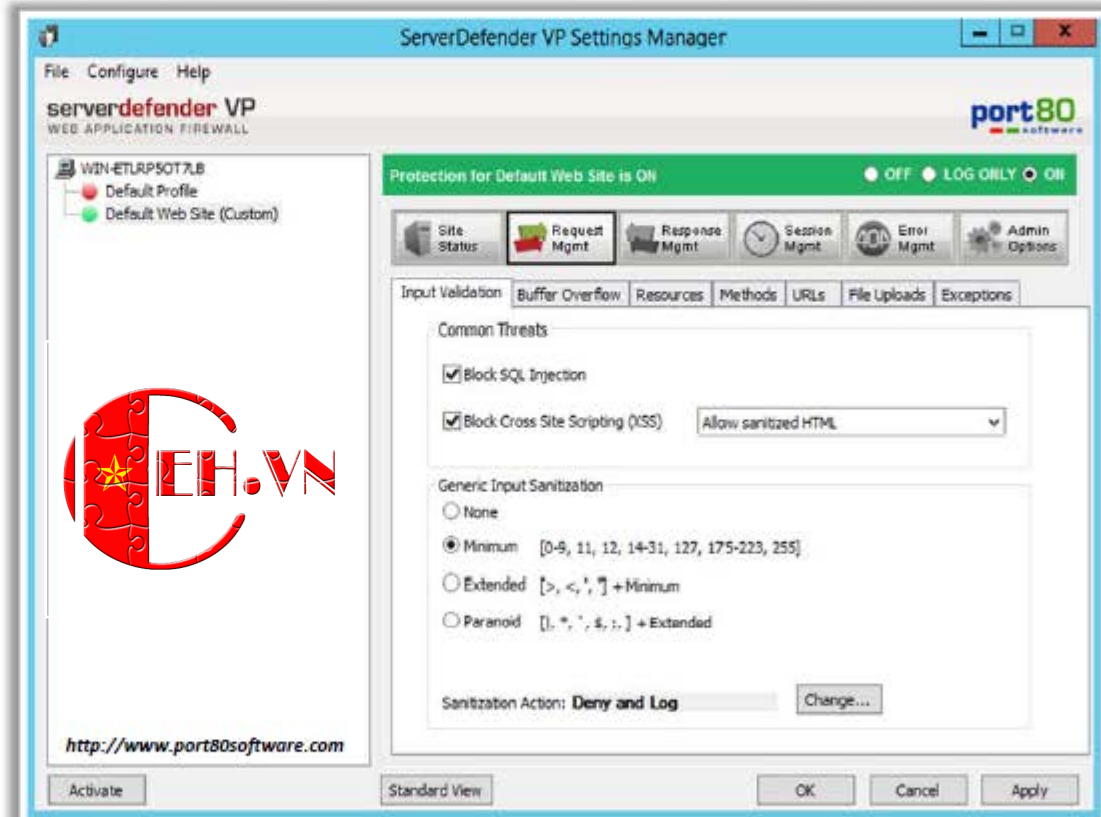 ServerDefender VP Settings Manager
File Configure Help
serverdefender VP
WEB APPLICATION FIREWALL
port80
software
WIN-ETLRP5OT7LB
Default Profile
Default Web Site (Custom)
Protection for Default Web Site is ON
OFF LOG ONLY ON
Site Status
Request Mgmt
Response Mgmt
Session Mgmt
Error Mgmt
Admin Options
Input Validation Buffer Overflow Resources Methods URLs File Uploads Exceptions
Common Threats
Block SQL Injection
Block Cross Site Scripting (XSS) Allow sanitized HTML
Generic Input Sanitization
None
Minimum [0-9, 11, 12, 14-31, 127, 175-223, 255]
Extended [>, <, ', "] + Minimum
Paranoid + Extended
Sanitization Action: Deny and Log Change...
CEH.VN
http://www.port80software.com
Activate Standard View OK Cancel Apply